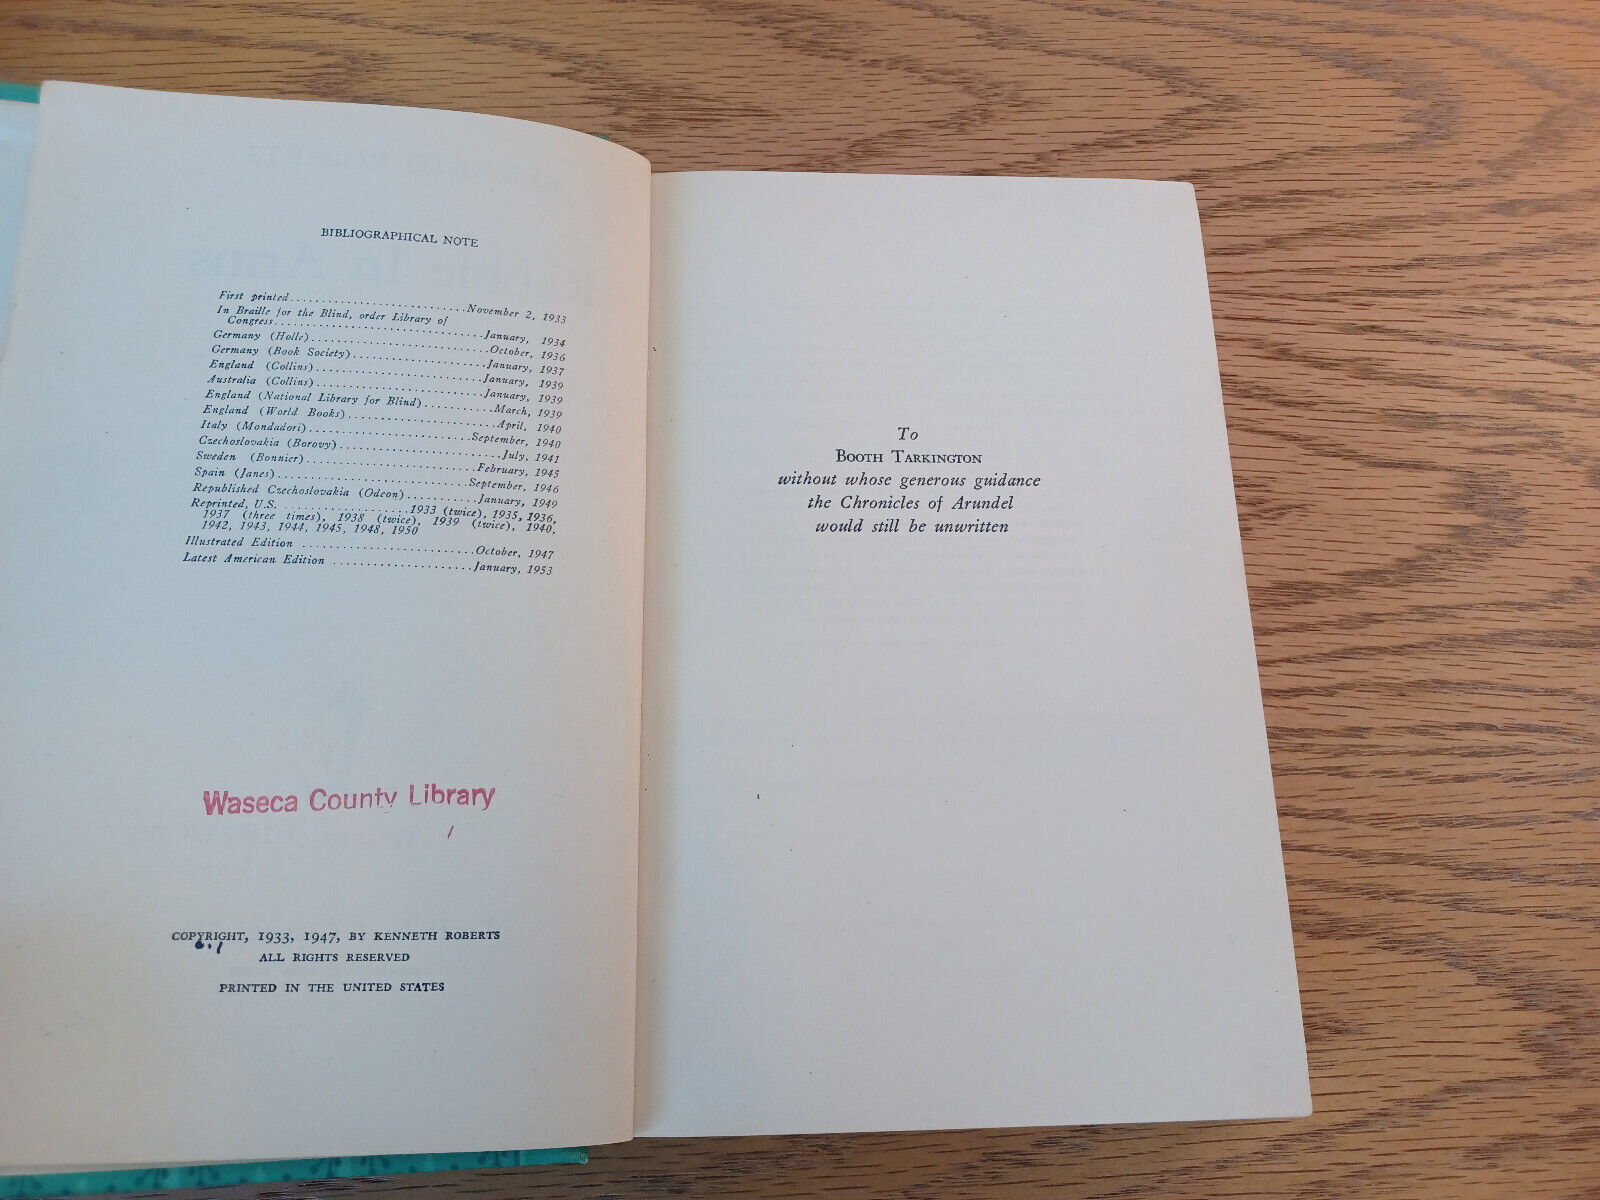 BIBLIOGRAPHICAL NOTE
First printed............................November 2, 1933
In Braille for the Blind, order Library of
Congress.................................January, 1934
Germany (Holle)............................October, 1936
Germany (Book Society)......................January, 1937
England (Collins)...........................January, 1939
Australia (Collins)...........................January, 1939
England (National Library for Blind)...........March, 1939
England (World Books)........................April, 1940
Italy (Mondadori)..........................September, 1940
Czechoslovakia (Borovy)..........................July, 1941
Sweden (Bonnier)...........................February, 1945
Spain (Janes)...............................September, 1946
Republished Czechoslovakia (Odeon)...........January, 1949
Reprinted, U.S. ....................1933 (twice), 1935, 1936,
1937 (three times), 1938 (twice), 1939 (twice), 1940,
1942, 1943, 1944, 1945, 1948, 1950
Illustrated Edition ...........................October, 1947
Latest American Edition ......................January, 1953
Waseca County Library
COPYRIGHT, 1933, 1947, BY KENNETH ROBERTS
c.1
ALL RIGHTS RESERVED
PRINTED IN THE UNITED STATES
To
BOOTH TARKINGTON
without whose generous guidance
the Chronicles of Arundel
would still be unwritten